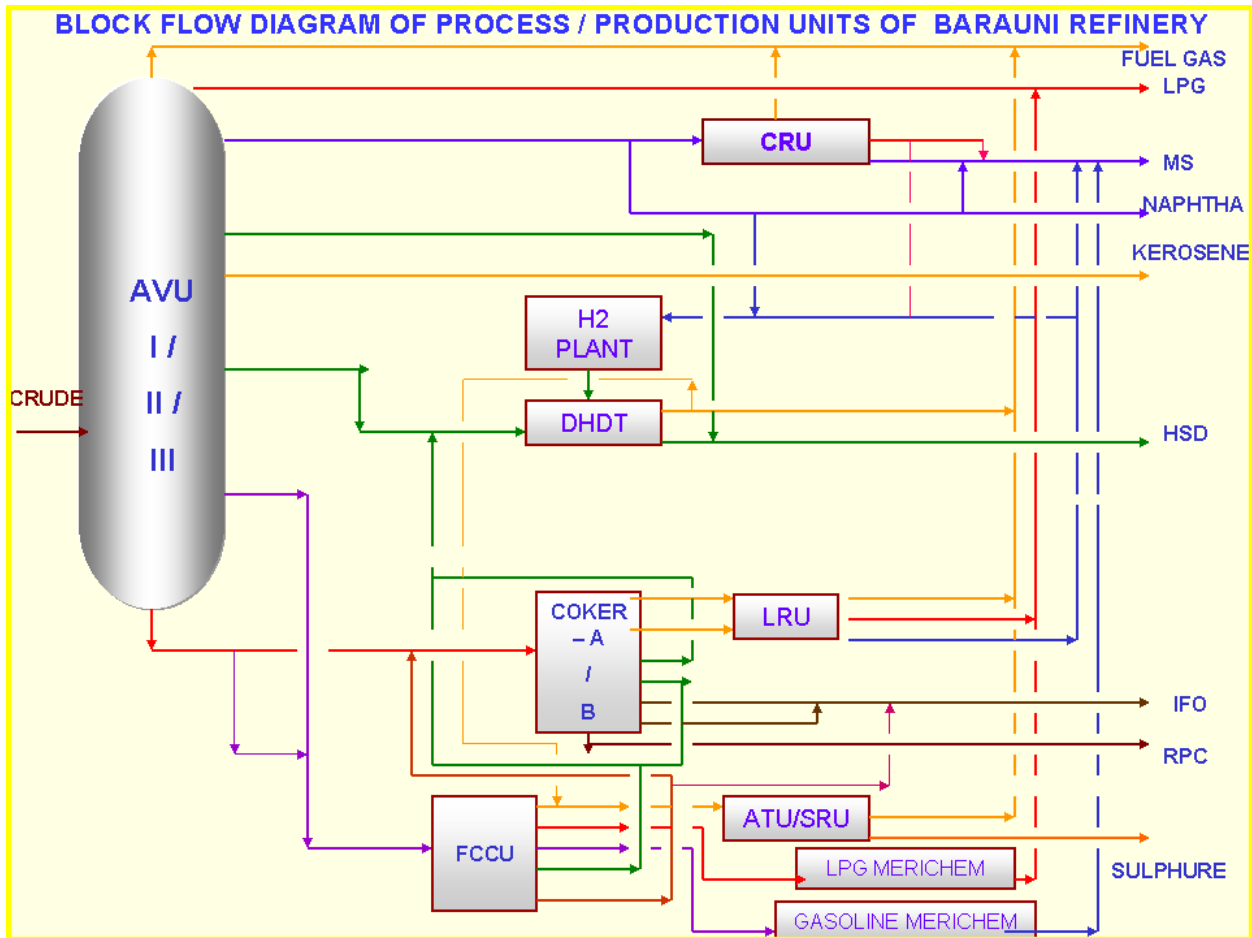 BLOCK FLOW DIAGRAM OF PROCESS / PRODUCTION UNITS OF BARAUNI REFINERY
FUEL GAS
LPG
CRU
MS
NAPHTHA
KEROSENE
AVU
I /
II /
III
H2
PLANT
CRUDE
DHDT
HSD
COKER
– A
/
B
LRU
IFO
RPC
ATU/SRU
FCCU
LPG MERICHEM
SULPHURE
GASOLINE MERICHEM